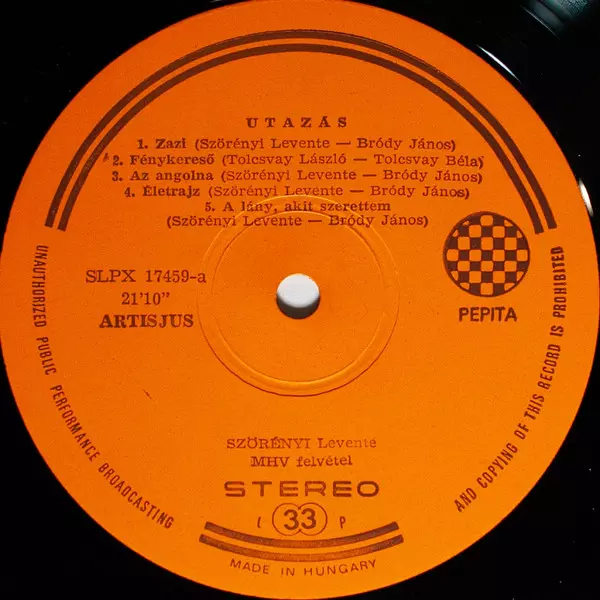 UTAZÁS
1. Zazi (Szörényi Levente — Bródy János)
2. Fénykereső (Tolcsvay László — Tolcsvay Béla)
3. Az angolna (Szörényi Levente — Bródy János)
4. Életrajz (Szörényi Levente — Bródy János)
5. A lány, akit szerettem
(Szörényi Levente — Bródy János)
SLPX 17459-a
21'10"
ARTISJUS
PEPITA
SZÖRÉNYI Levente
MHV felvétel
STEREO
L 33 P
UNAUTHORIZED PUBLIC PERFORMANCE BROADCASTING
AND COPYING OF THIS RECORD IS PROHIBITED
MADE IN HUNGARY